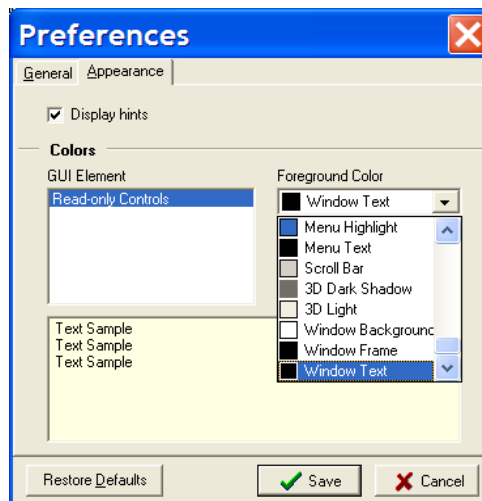 Preferences
General Appearance
Display hints
Colors
GUI Element Foreground Color
Read-only Controls Window Text
Menu Highlight
Menu Text
Scroll Bar
3D Dark Shadow
3D Light
Window Background
Window Frame
Window Text
Text Sample
Text Sample
Text Sample
Restore Defaults Save Cancel